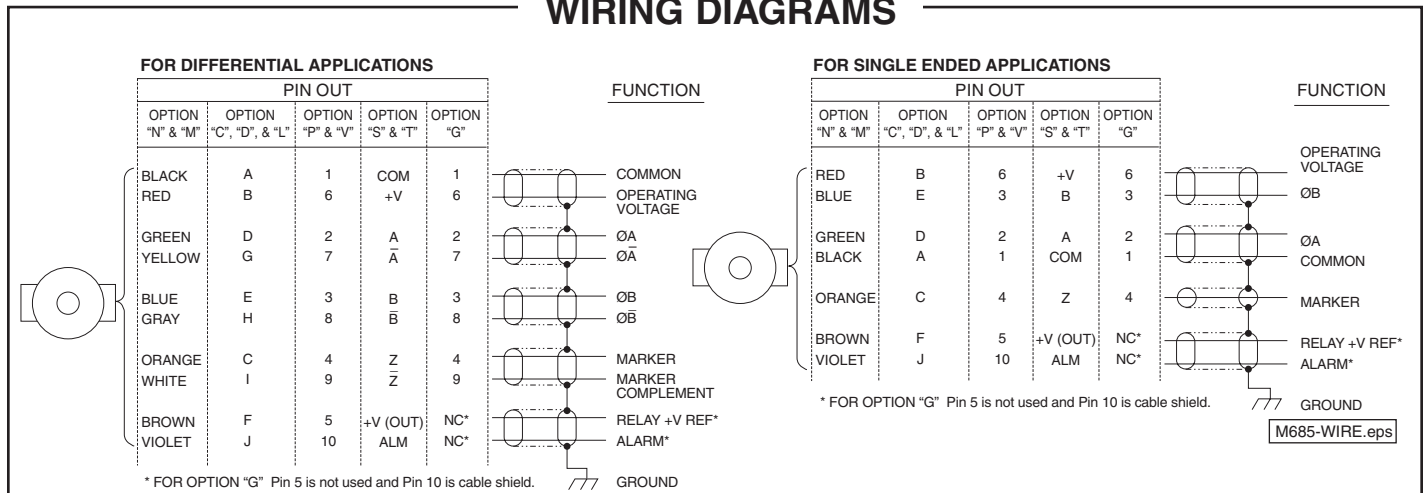 WIRING DIAGRAMS
FOR DIFFERENTIAL APPLICATIONS
PIN OUT
FUNCTION
OPTION "N" & "M" OPTION "C", "D", & "L" OPTION "P" & "V" OPTION "S" & "T" OPTION "G"
BLACK A 1 COM 1 COMMON
RED B 6 +V 6 OPERATING VOLTAGE
GREEN D 2 A 2 ØA
YELLOW G 7 A̅ 7 ØA̅
BLUE E 3 B 3 ØB
GRAY H 8 B̅ 8 ØB̅
ORANGE C 4 Z 4 MARKER
WHITE I 9 Z̅ 9 MARKER COMPLEMENT
BROWN F 5 +V (OUT) NC* RELAY +V REF*
VIOLET J 10 ALM NC* ALARM*
* FOR OPTION "G" Pin 5 is not used and Pin 10 is cable shield.
GROUND
FOR SINGLE ENDED APPLICATIONS
PIN OUT
FUNCTION
OPTION "N" & "M" OPTION "C", "D", & "L" OPTION "P" & "V" OPTION "S" & "T" OPTION "G"
RED B 6 +V 6 OPERATING VOLTAGE
BLUE E 3 B 3 ØB
GREEN D 2 A 2 ØA
BLACK A 1 COM 1 COMMON
ORANGE C 4 Z 4 MARKER
BROWN F 5 +V (OUT) NC* RELAY +V REF*
VIOLET J 10 ALM NC* ALARM*
* FOR OPTION "G" Pin 5 is not used and Pin 10 is cable shield.
GROUND
M685-WIRE.eps